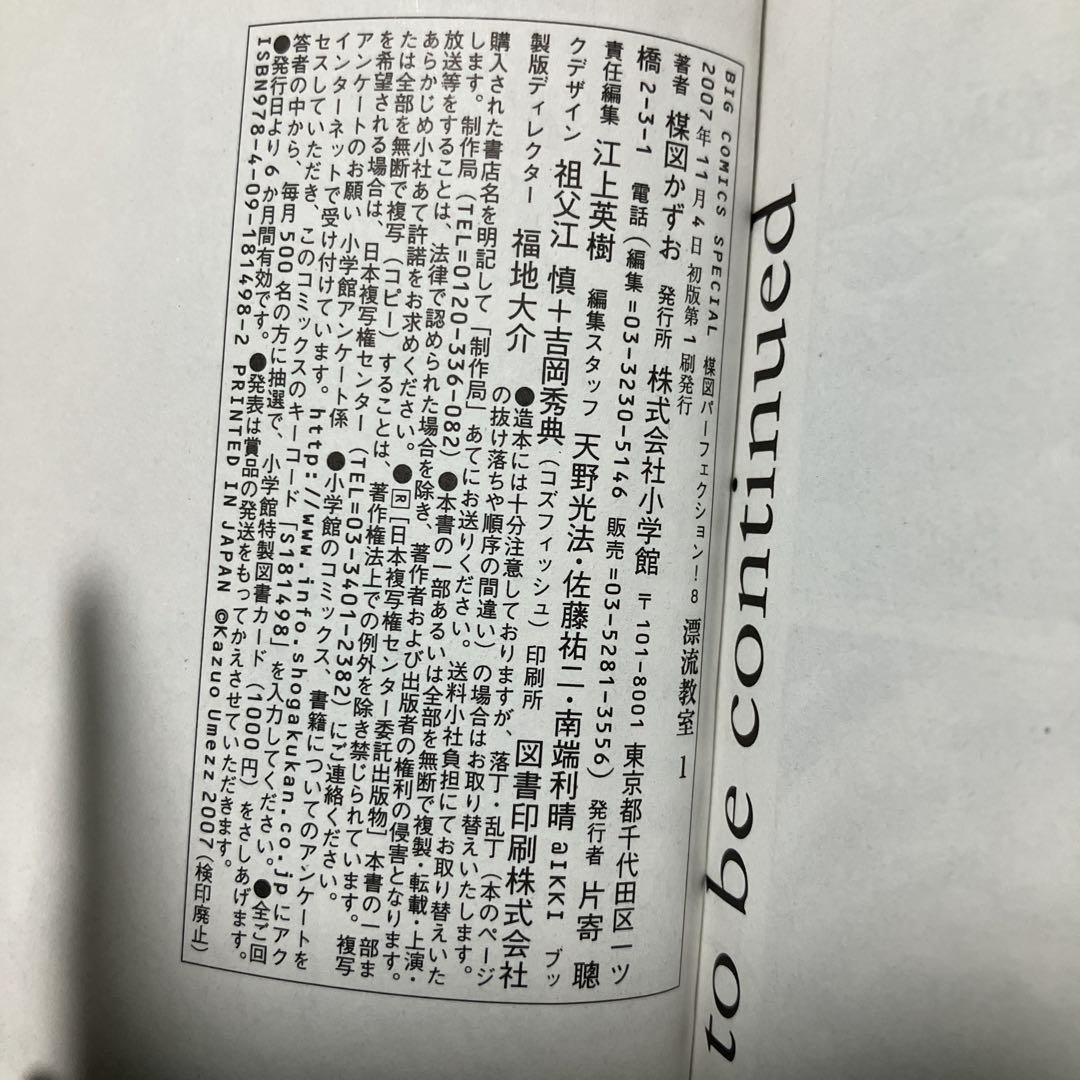 BIG COMICS SPECIAL 楳図パーフェクション!8 漂流教室 1
2007年11月4日 初版第1刷発行
著者 楳図かずお 発行所 株式会社小学館 〒101-8001 東京都千代田区一ツ
橋2-3-1 電話(編集=03-3230-5146 販売=03-5281-3556) 発行者 片寄 聰
責任編集 江上英樹 編集スタッフ 天野光法・佐藤祐二・南端利晴 aIKKI ブッ
クデザイン 祖父江 慎+吉岡秀典(コズフィッシュ) 印刷所 図書印刷株式会社
製版ディレクター 福地大介 ●造本には十分注意しておりますが、落丁・乱丁(本のページ
の抜け落ちや順序の間違い)の場合はお取り替えいたします。
購入された書店名を明記して「制作局」あてにお送りください。送料小社負担にてお取り替えいた
します。制作局(TEL=0120-336-082) ●本書の一部あるいは全部を無断で複製・転載・上演・
放送等をすることは、法律で認められた場合を除き、著作者および出版者の権利の侵害となります。
あらかじめ小社あて許諾をお求めください。●R[日本複写権センター委託出版物]本書の一部ま
たは全部を無断で複写(コピー)することは、著作権法上での例外を除き禁じられています。複写
を希望される場合は、日本複写権センター(TEL=03-3401-2382)にご連絡ください。
アンケートのお願い 小学館アンケート係 ●小学館のコミックス、書籍についてのアンケートを
インターネットで受け付けています。http://www.info.shogakukan.co.jpにアク
セスしていただき、このコミックスのキーコード「S181498」を入力してください。●全ご回
答者の中から、毎月500名の方に抽選で、小学館特製図書カード(1000円)をさしあげます。
●発行日より6か月間有効です。●発表は賞品の発送をもってかえさせていただきます。
ISBN978-4-09-181498-2 PRINTED IN JAPAN ©Kazuo Umezz 2007(検印廃止)
to be continued